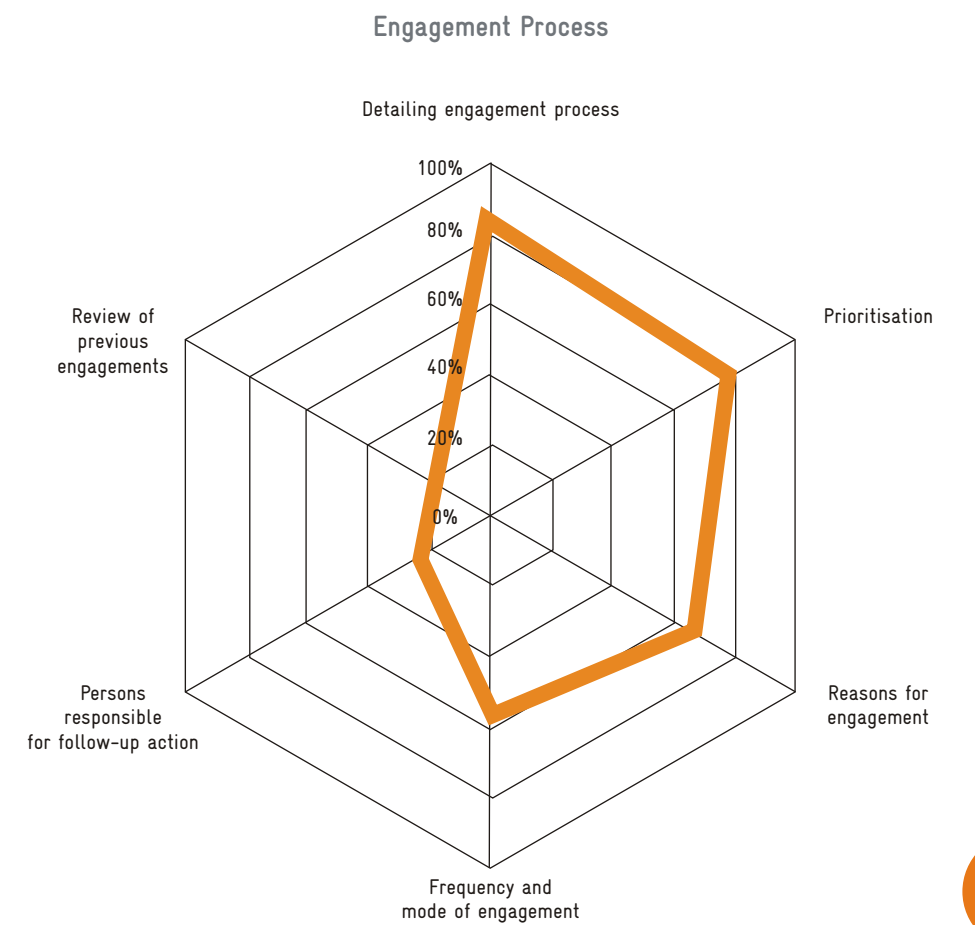 Engagement Process
Detailing engagement process
100%
80%
60%
40%
20%
0%
Prioritisation
Reasons for
engagement
Frequency and
mode of engagement
Persons
responsible
for follow-up action
Review of
previous
engagements